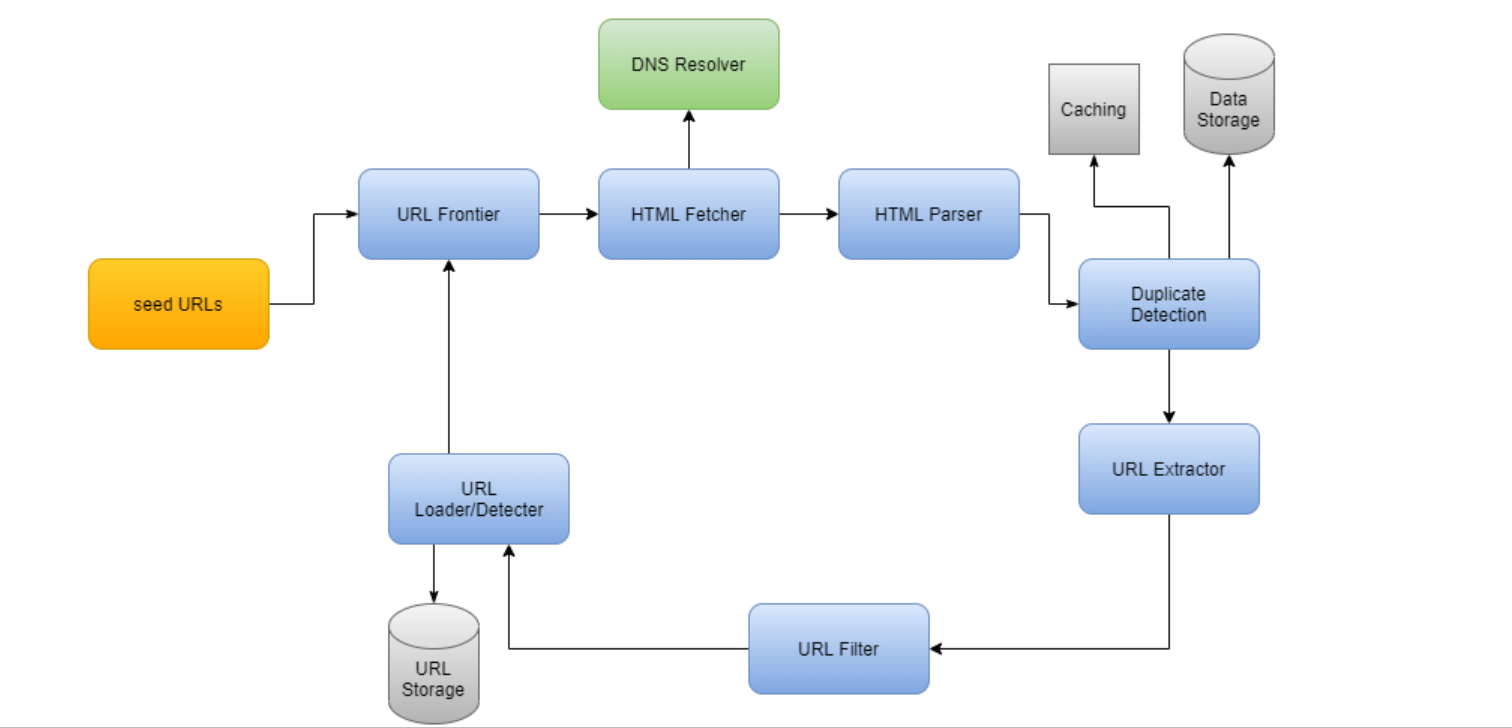 DNS Resolver
Caching
Data
Storage
URL Frontier
HTML Fetcher
HTML Parser
seed URLs
Duplicate
Detection
URL Extractor
URL
Loader/Detecter
URL Filter
URL
Storage